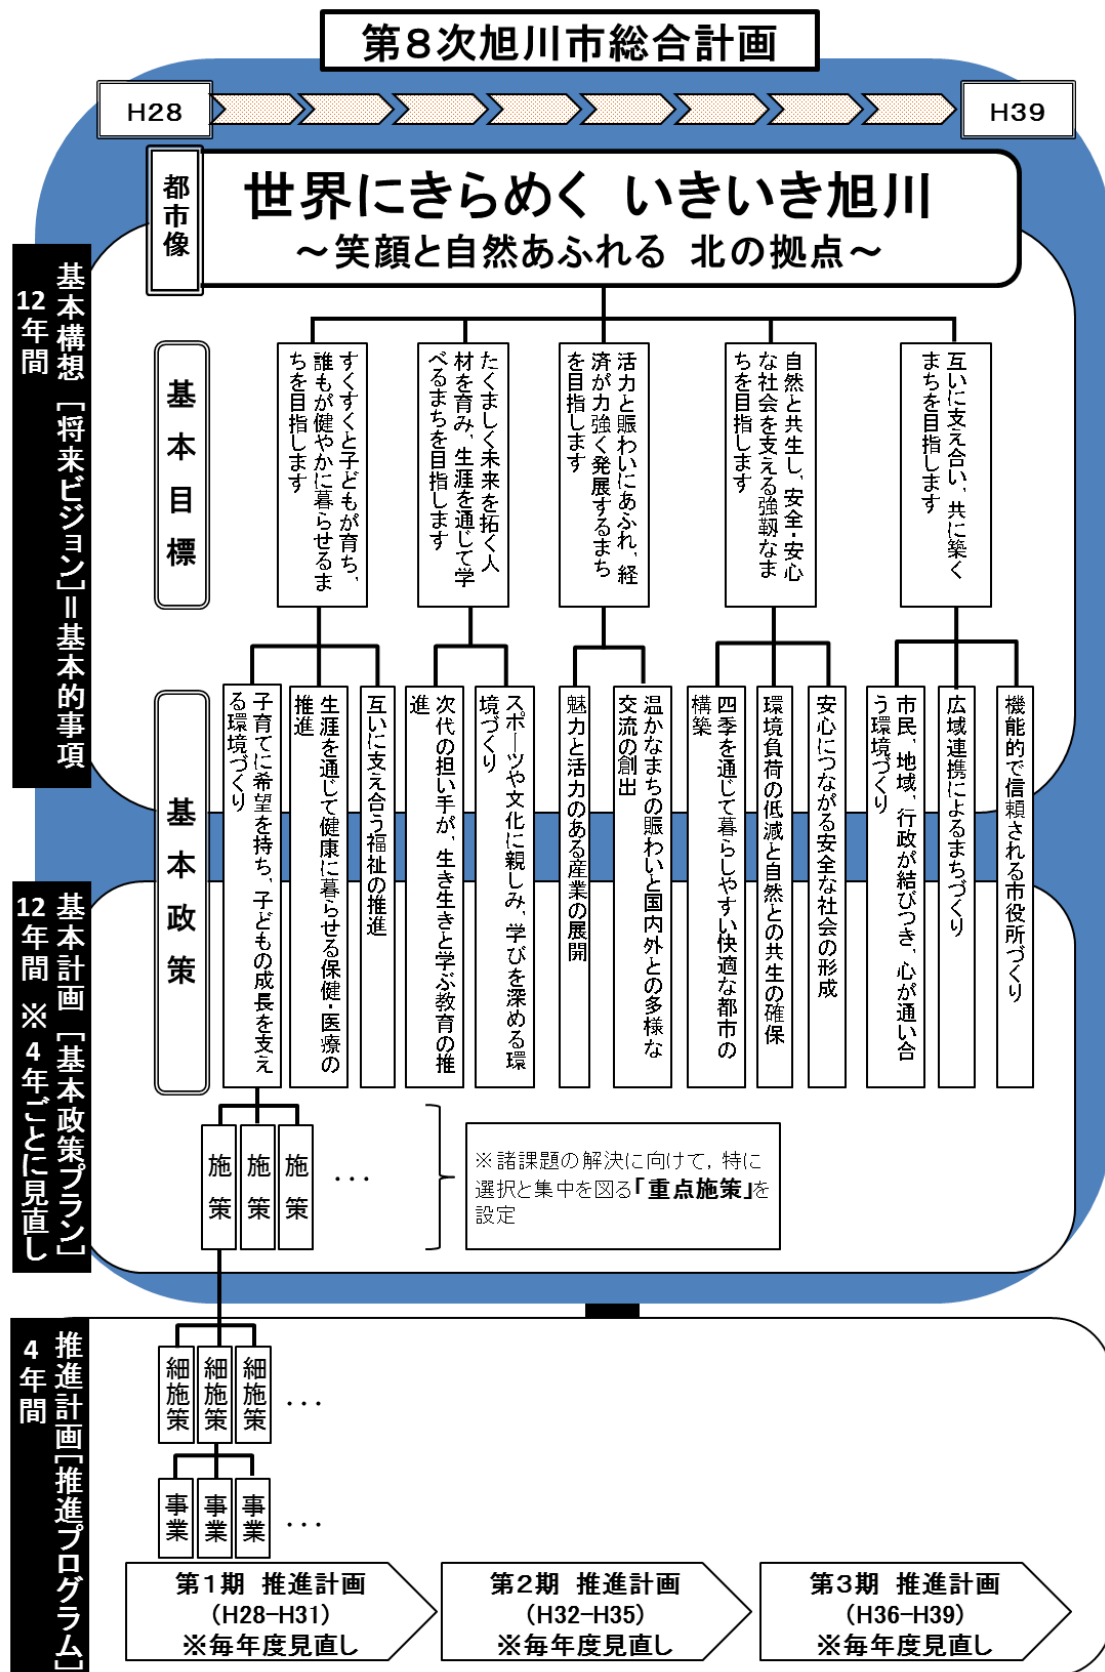 第8次旭川市総合計画
H28
H39
都市像
世界にきらめく いきいき旭川
～笑顔と自然あふれる 北の拠点～
基本構想 [将来ビジョン]＝基本的事項
12年間
基本目標
すくすくと子どもが育ち、
誰もが健やかに暮らせるま
ちを目指します
たくましく未来を拓く人
材を育み，生涯を通じて学
べるまちを目指します
活力と賑わいにあふれ、経
済が力強く発展するまち
を目指します
自然と共生し，安全・安心
な社会を支える強靭なま
ちを目指します
互いに支え合い，共に築く
まちを目指します
基本政策
子育てに希望を持ち，子どもの成長を支え
る環境づくり
生涯を通じて健康に暮らせる保健・医療の
推進
互いに支え合う福祉の推進
次代の担い手が，生き生きと学ぶ教育の推
進
スポーツや文化に親しみ，学びを深める環
境づくり
魅力と活力のある産業の展開
温かなまちの賑わいと国内外との多様な
交流の創出
四季を通じて暮らしやすい快適な都市の
構築
環境負荷の低減と自然との共生の確保
安心につながる安全な社会の形成
市民，地域，行政が結びつき，心が通い合
う環境づくり
広域連携によるまちづくり
機能的で信頼される市役所づくり
基本計画 [基本政策プラン]
12年間 ※4年ごとに見直し
施策
施策
施策
･･･
※諸課題の解決に向けて，特に
選択と集中を図る「重点施策」を
設定
推進計画[推進プログラム]
4年間
細施策
細施策
細施策
･･･
事業
事業
事業
･･･
第1期 推進計画
(H28−H31)
※毎年度見直し
第2期 推進計画
(H32−H35)
※毎年度見直し
第3期 推進計画
(H36−H39)
※毎年度見直し